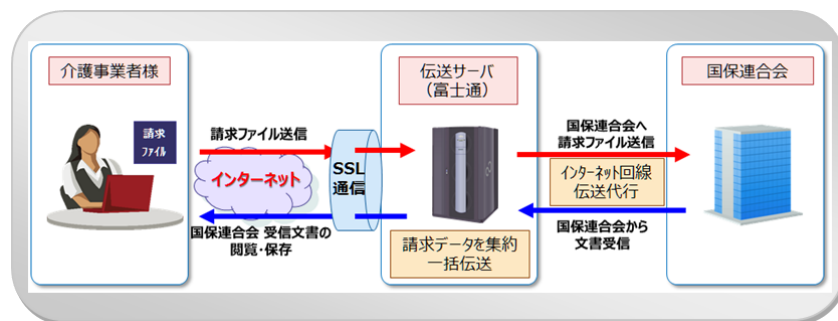 介護事業者様
請求
ファイル
請求ファイル送信
インターネット
SSL
通信
国保連合会 受信文書の
閲覧・保存
伝送サーバ
（富士通）
請求データを集約
一括伝送
国保連合会へ
請求ファイル送信
インターネット回線
伝送代行
国保連合会から
文書受信
国保連合会